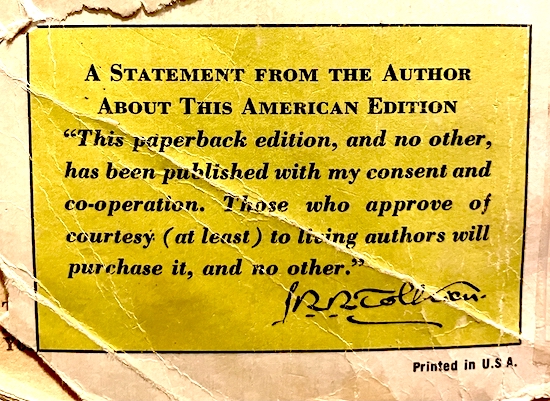 A STATEMENT FROM THE AUTHOR
ABOUT THIS AMERICAN EDITION
“This paperback edition, and no other,
has been published with my consent and
co-operation. Those who approve of
courtesy (at least) to living authors will
purchase it, and no other.”
J.R.R. Tolkien.
Printed in U.S.A.